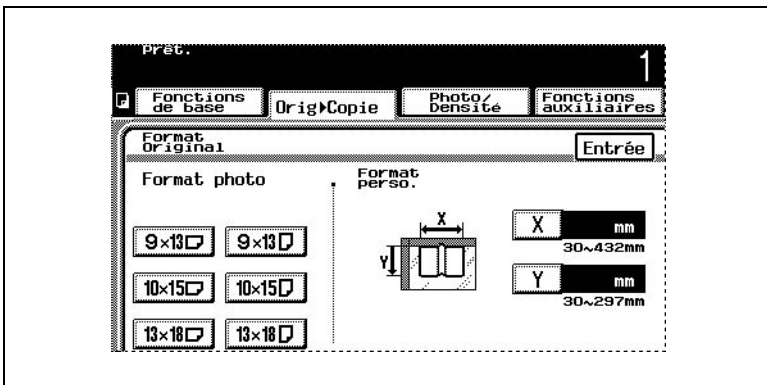 Prêt.
1
Fonctions
de base
Orig▶Copie
Photo/
Densité
Fonctions
auxiliaires
Format
Original
Entrée
Format photo
Format
perso.
9×13
9×13
X
Y
X
mm
30~432mm
10×15
10×15
Y
mm
30~297mm
13×18
13×18